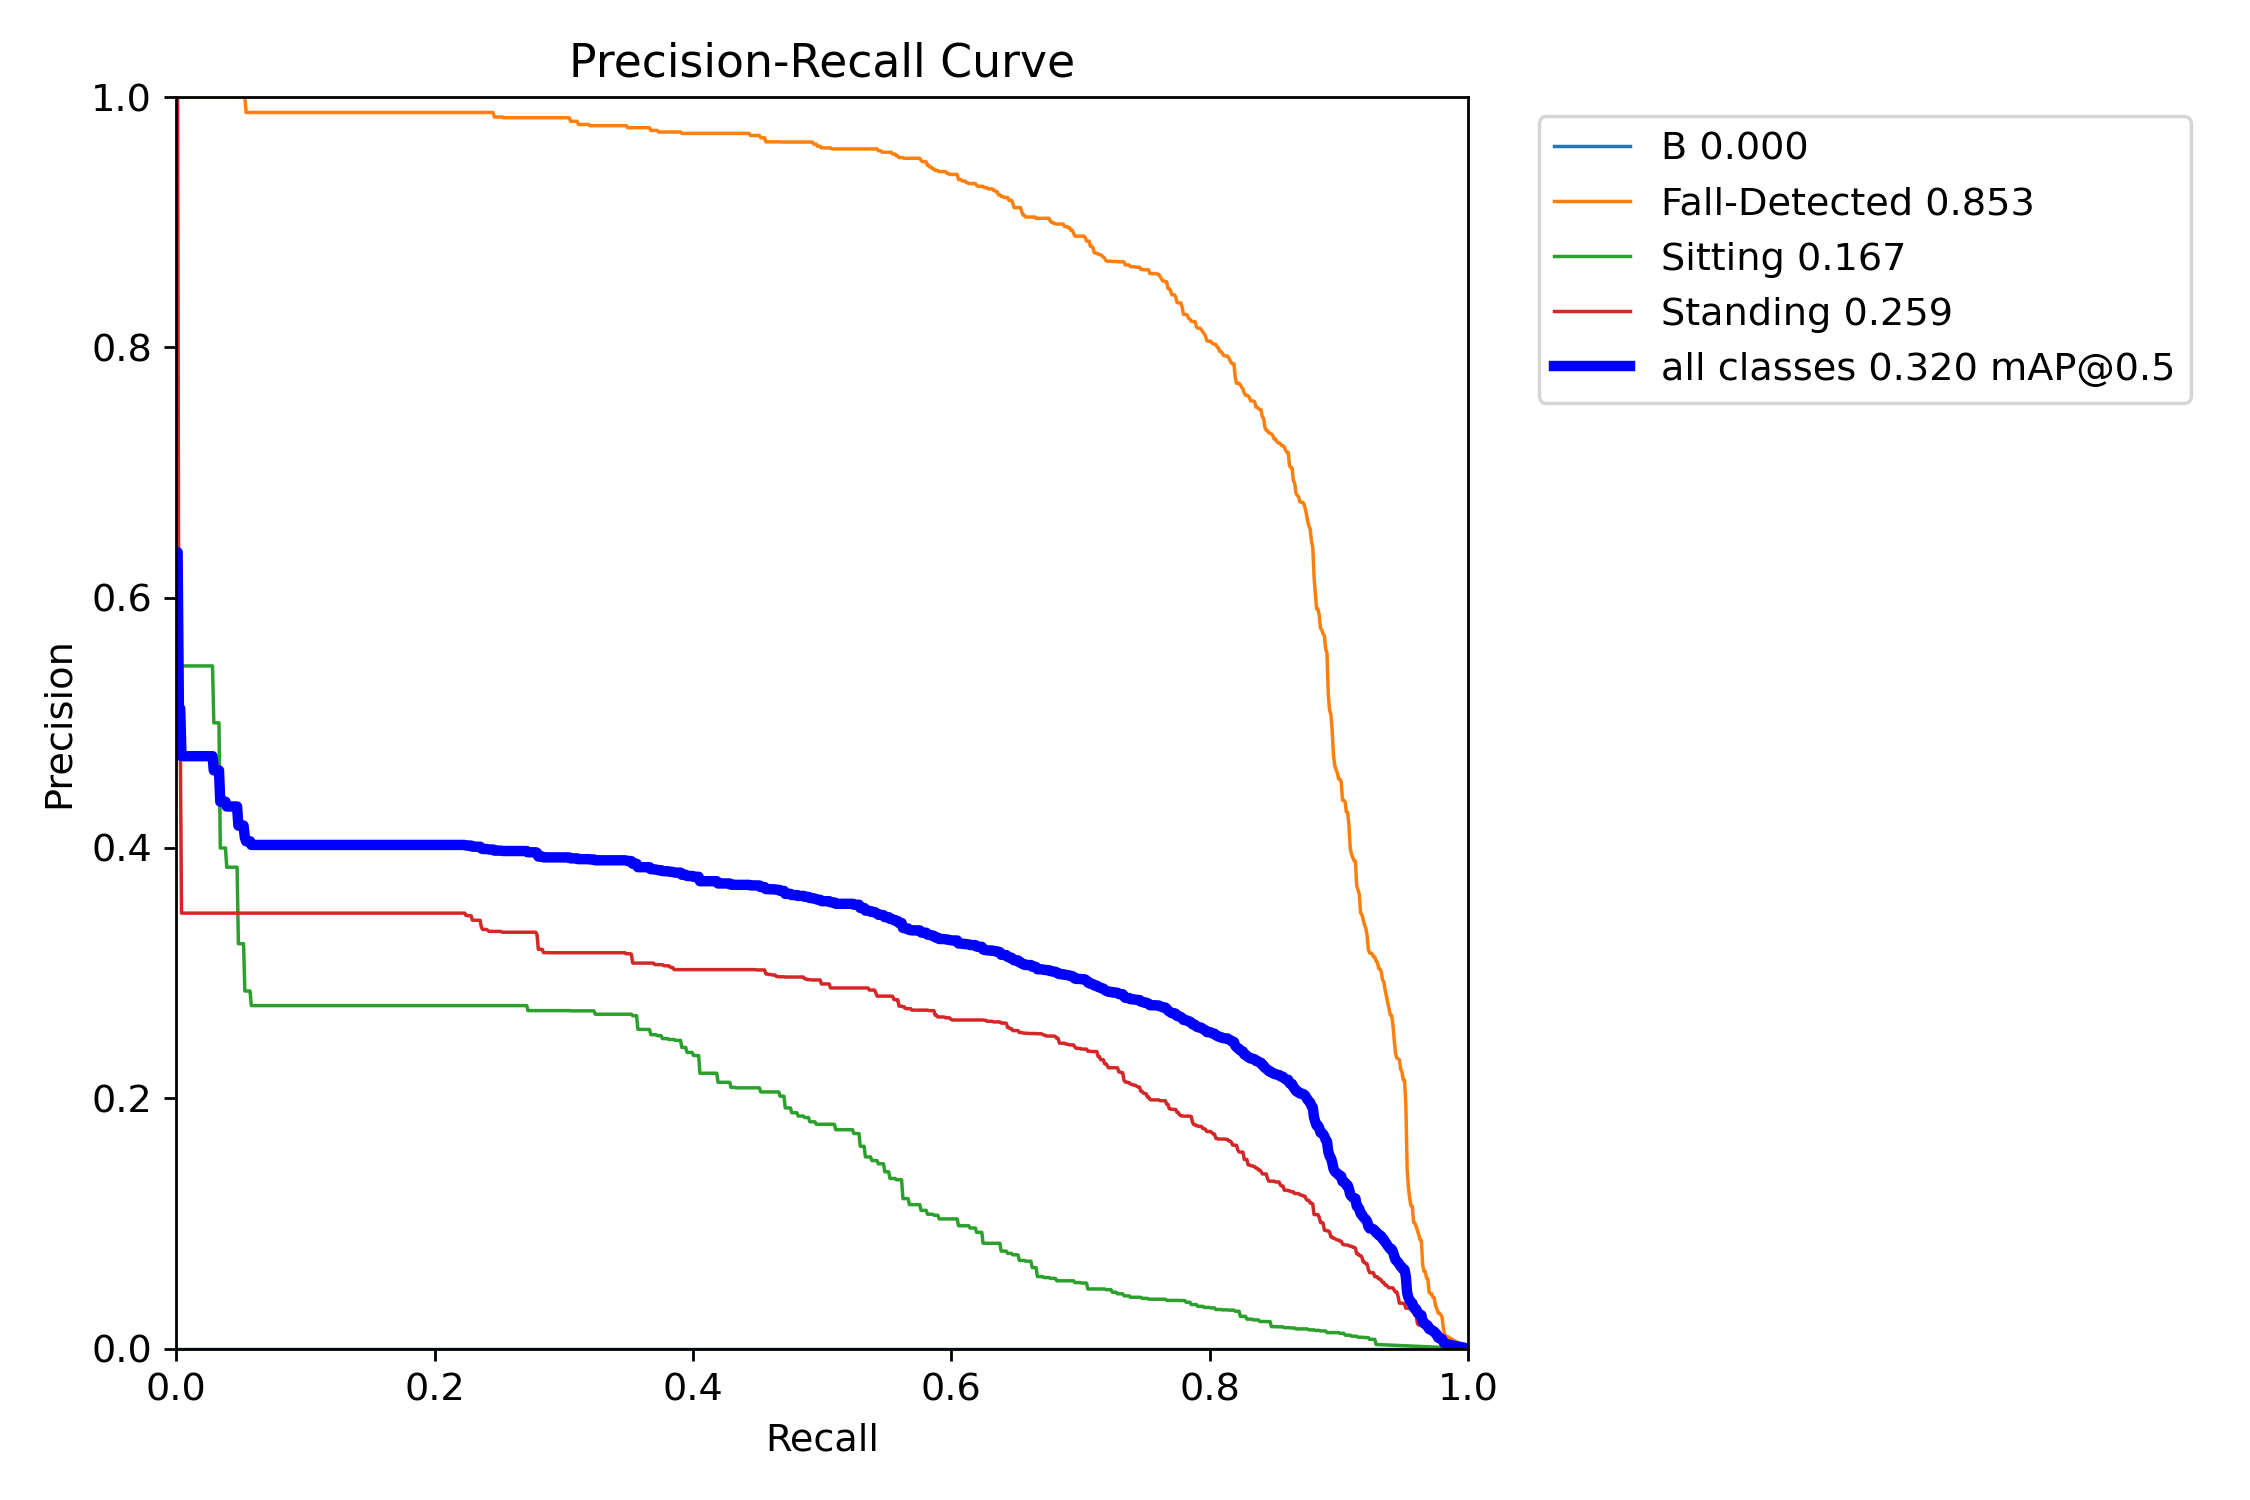 Precision-Recall Curve
1.0
0.8
0.6
0.4
0.2
0.0
Precision
0.0 0.2 0.4 0.6 0.8 1.0
Recall
B 0.000
Fall-Detected 0.853
Sitting 0.167
Standing 0.259
all classes 0.320 mAP@0.5